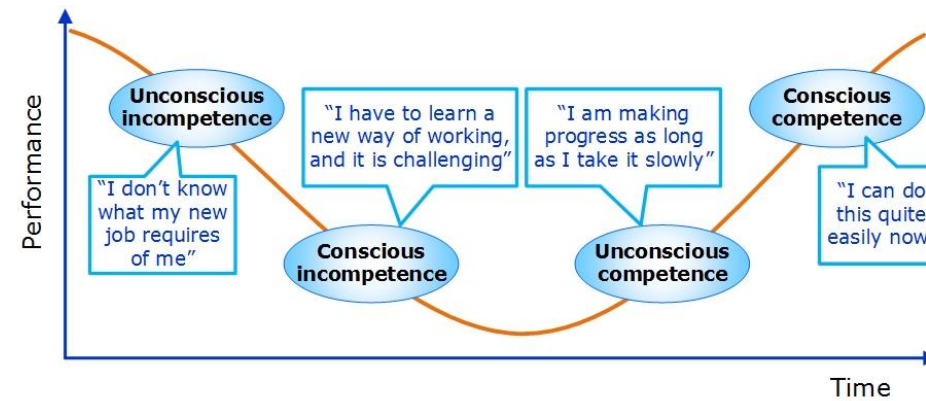 Performance
Unconscious
incompetence
“I don’t know
what my new
job requires
of me”
“I have to learn a
new way of working,
and it is challenging”
Conscious
incompetence
“I am making
progress as long
as I take it slowly”
Unconscious
competence
Conscious
competence
“I can do
this quite
easily now
Time